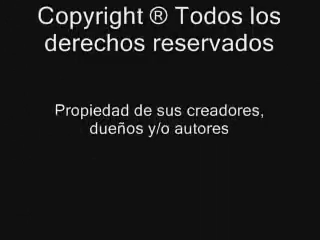 Copyright ® Todos los
derechos reservados
Propiedad de sus creadores,
dueños y/o autores